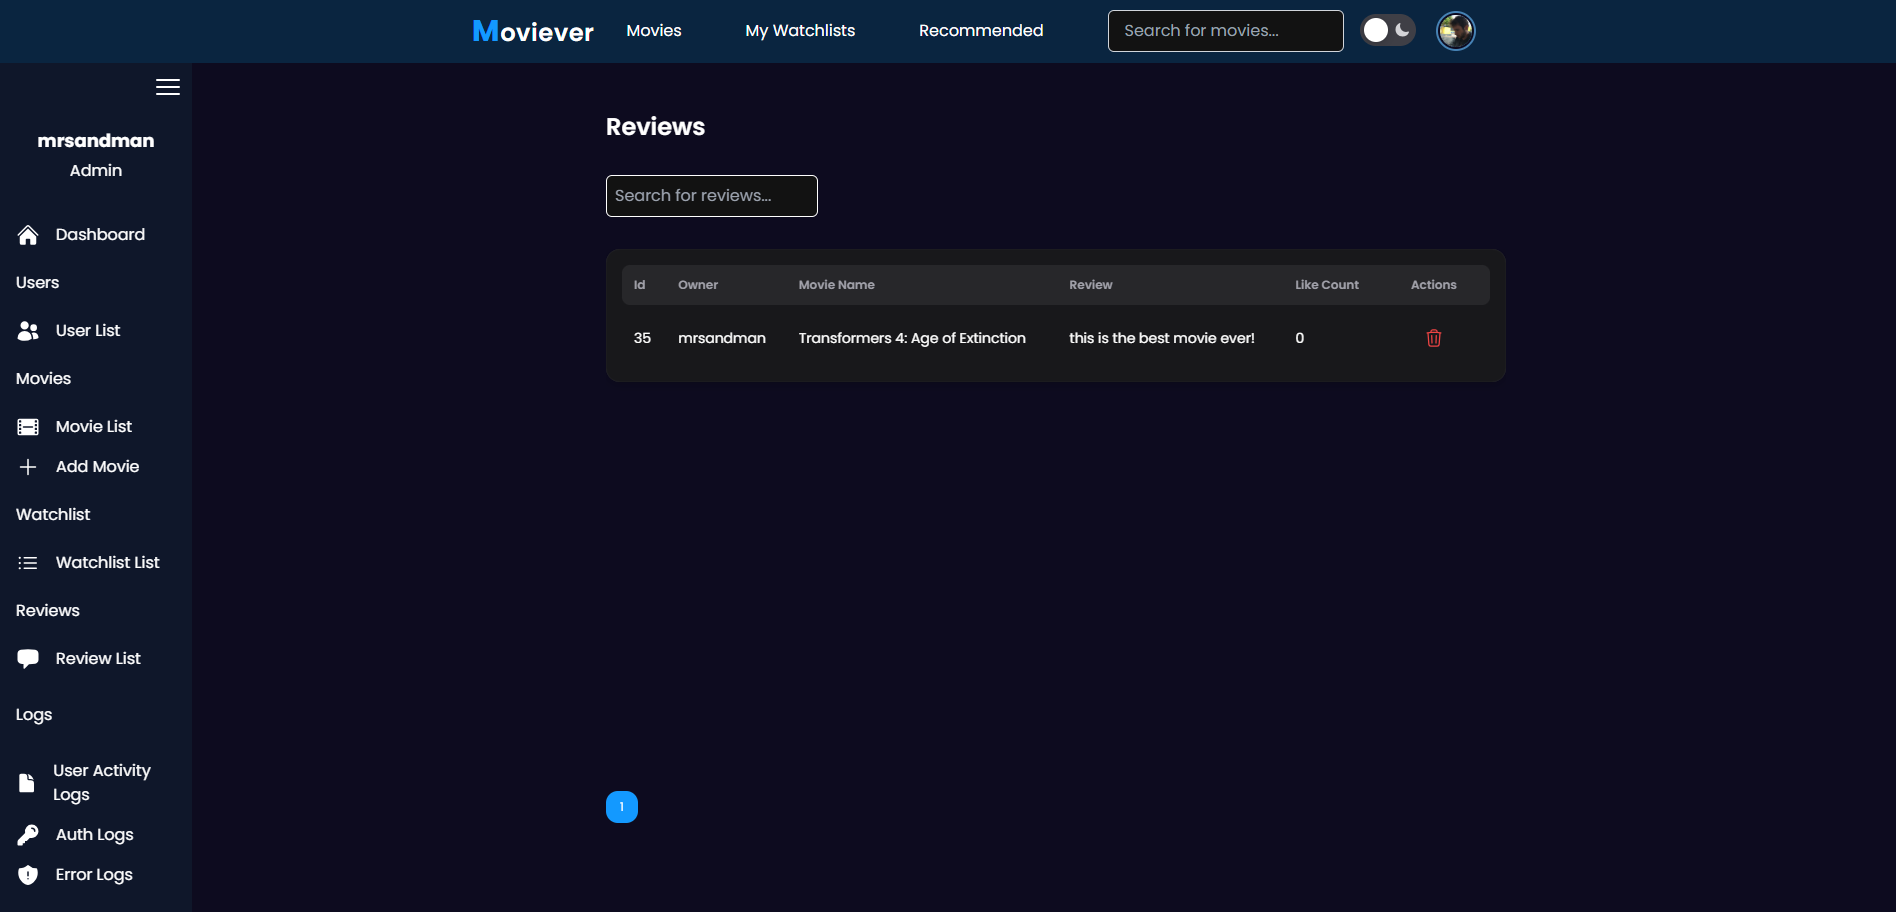 Moviever Movies My Watchlists Recommended Search for movies...
mrsandman
Admin
Dashboard
Users
User List
Movies
Movie List
Add Movie
Watchlist
Watchlist List
Reviews
Review List
Logs
User Activity
Logs
Auth Logs
Error Logs
Reviews
Search for reviews...
Id Owner Movie Name Review Like Count Actions
35 mrsandman Transformers 4: Age of Extinction this is the best movie ever! 0
1